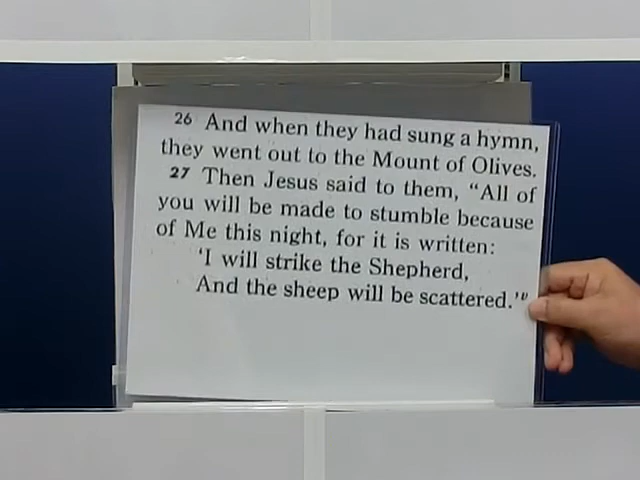 26 And when they had sung a hymn,
they went out to the Mount of Olives.
27 Then Jesus said to them, “All of
you will be made to stumble because
of Me this night, for it is written:
‘I will strike the Shepherd,
And the sheep will be scattered.’”